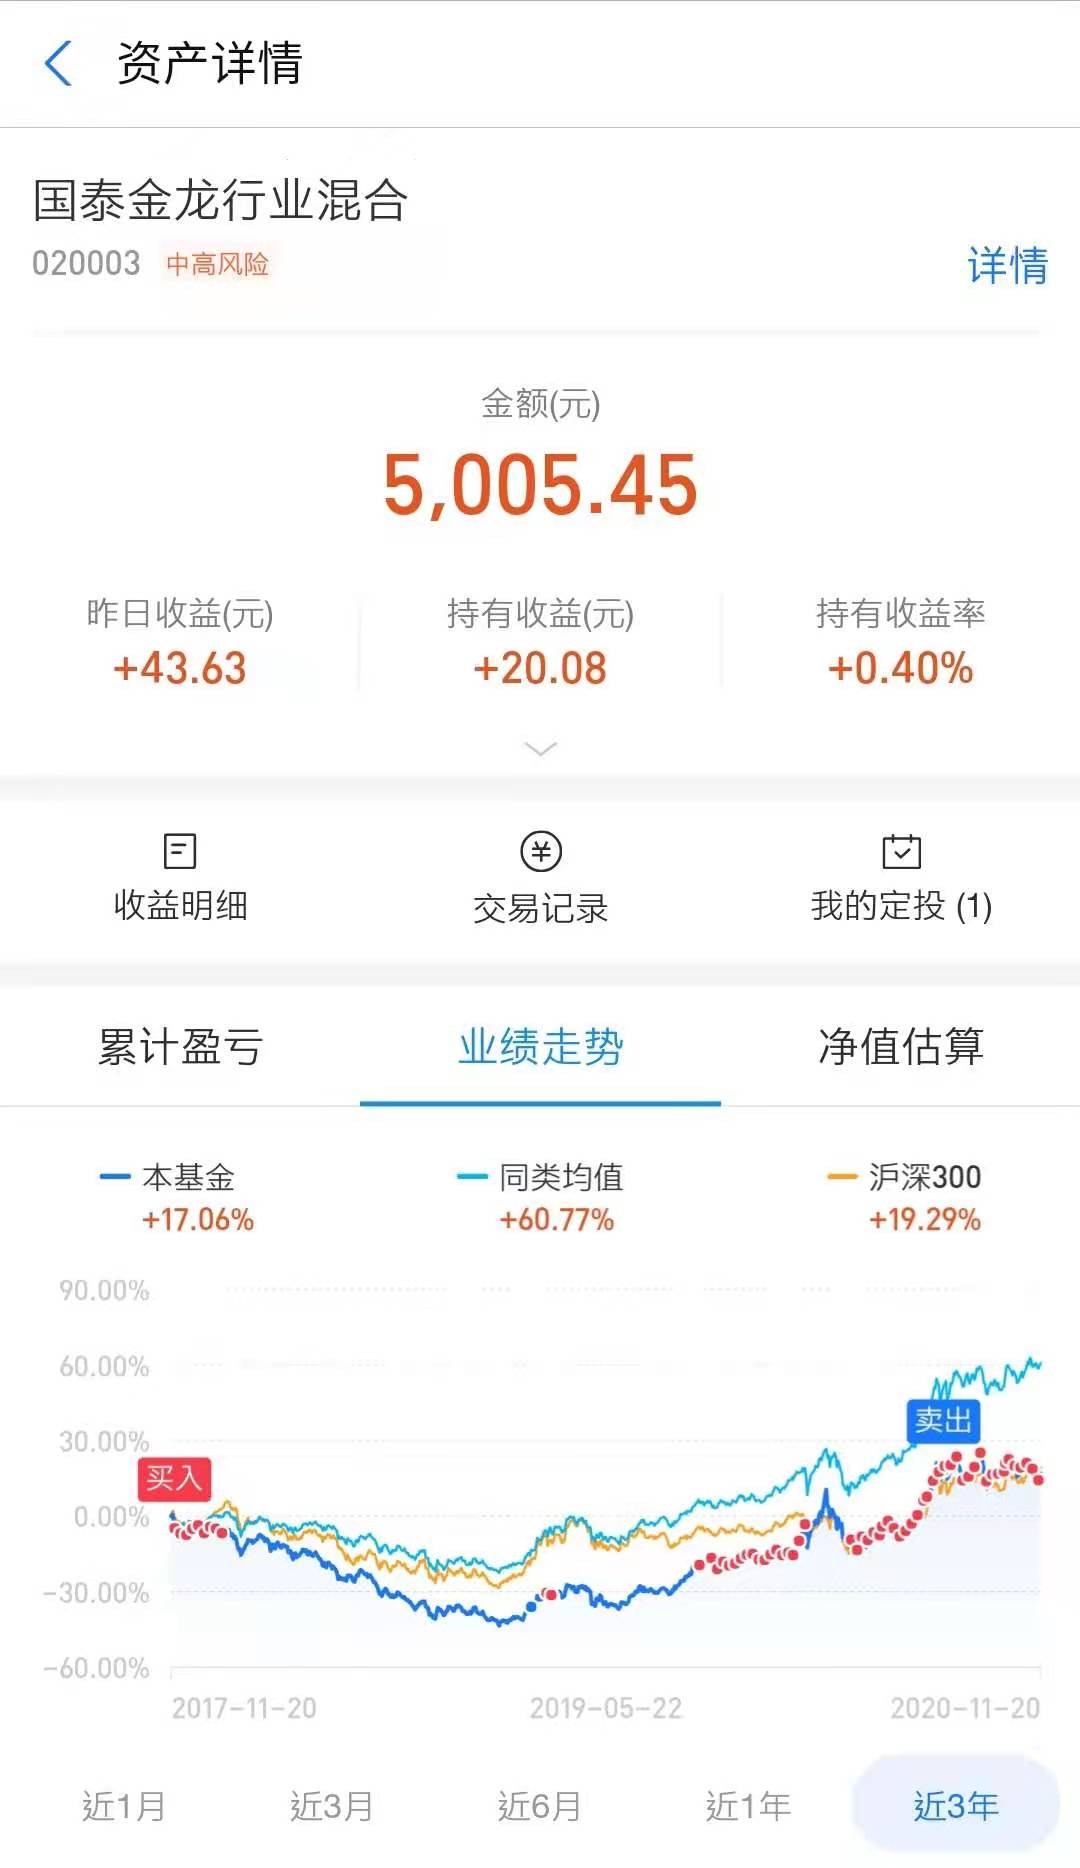 资产详情
国泰金龙行业混合
020003 中高风险
详情
金额(元)
5,005.45
昨日收益(元) 持有收益(元) 持有收益率
+43.63 +20.08 +0.40%
收益明细 交易记录 我的定投 (1)
累计盈亏 业绩走势 净值估算
本基金 同类均值 沪深300
+17.06% +60.77% +19.29%
90.00%
60.00%
卖出
30.00%
买入
0.00%
-30.00%
-60.00%
2017-11-20 2019-05-22 2020-11-20
近1月 近3月 近6月 近1年 近3年